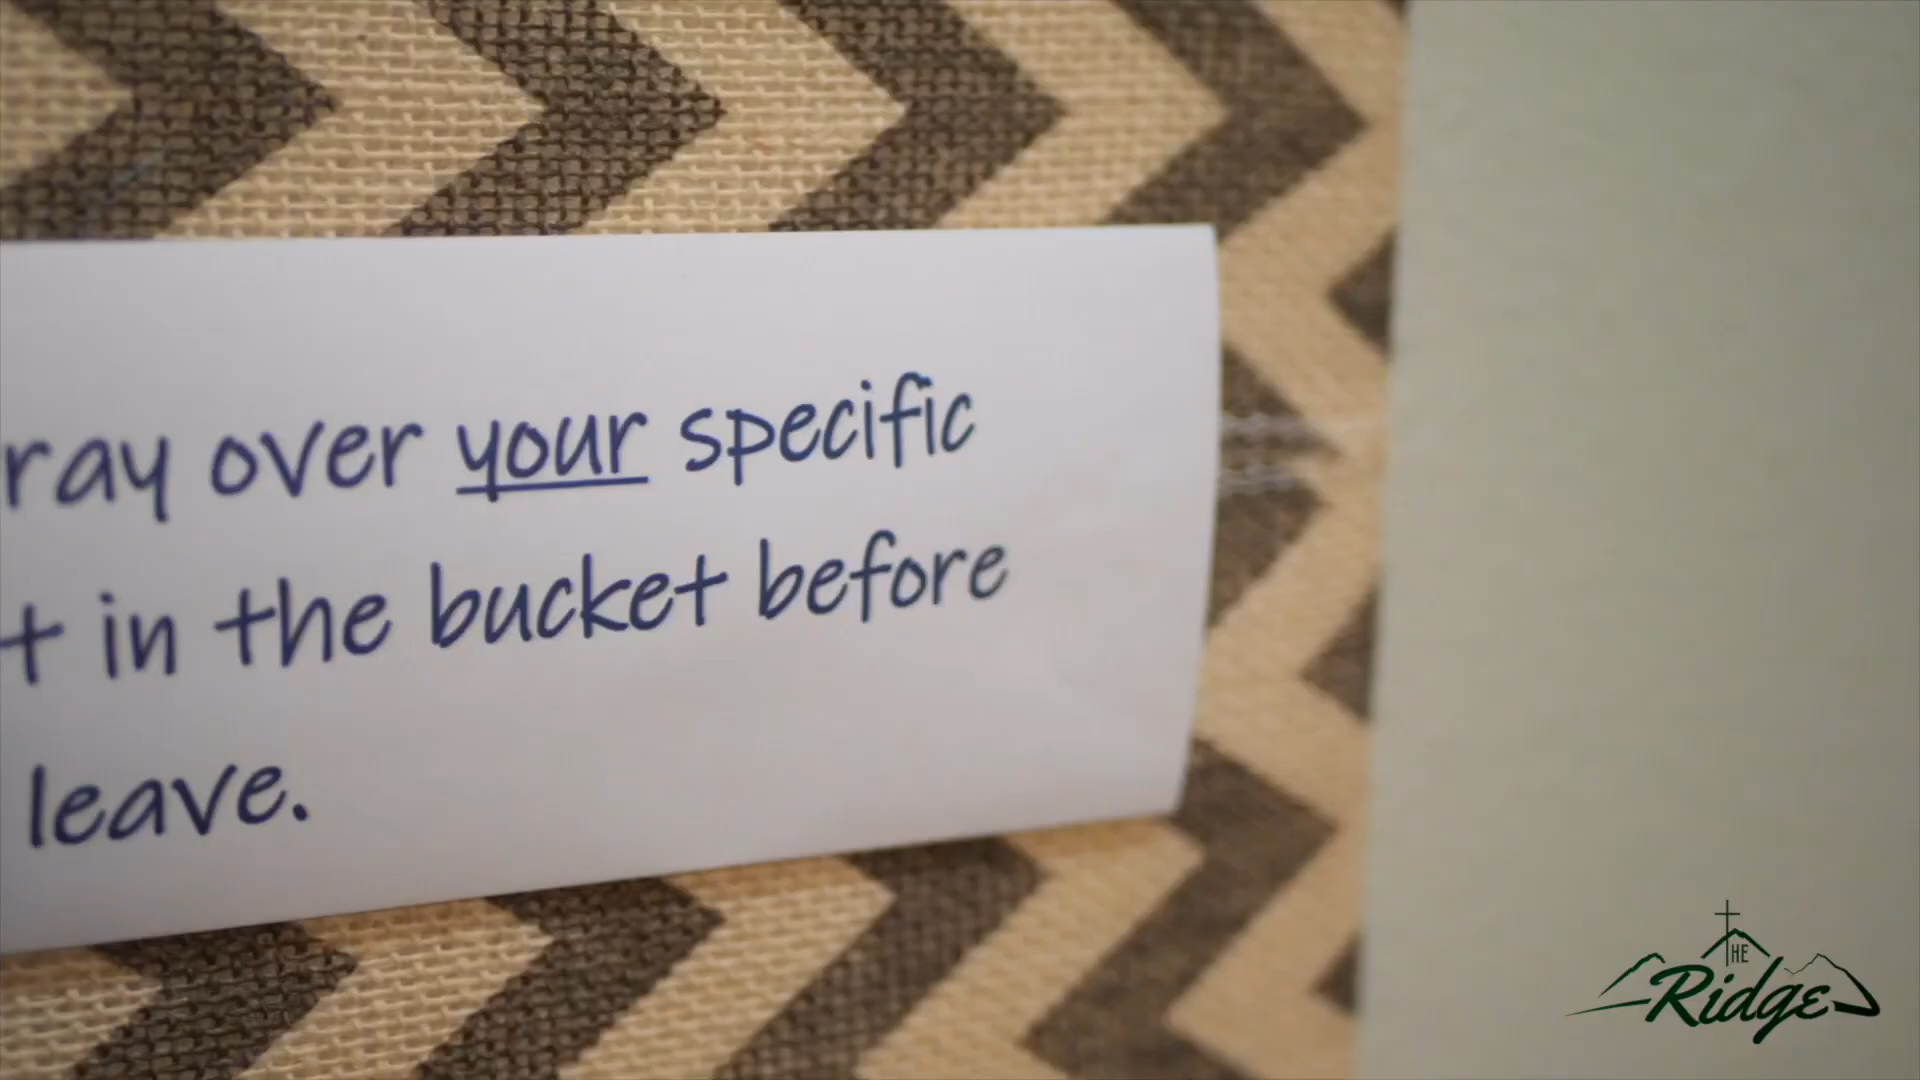 ray over your specific
t in the bucket before
leave.
THE
Ridge